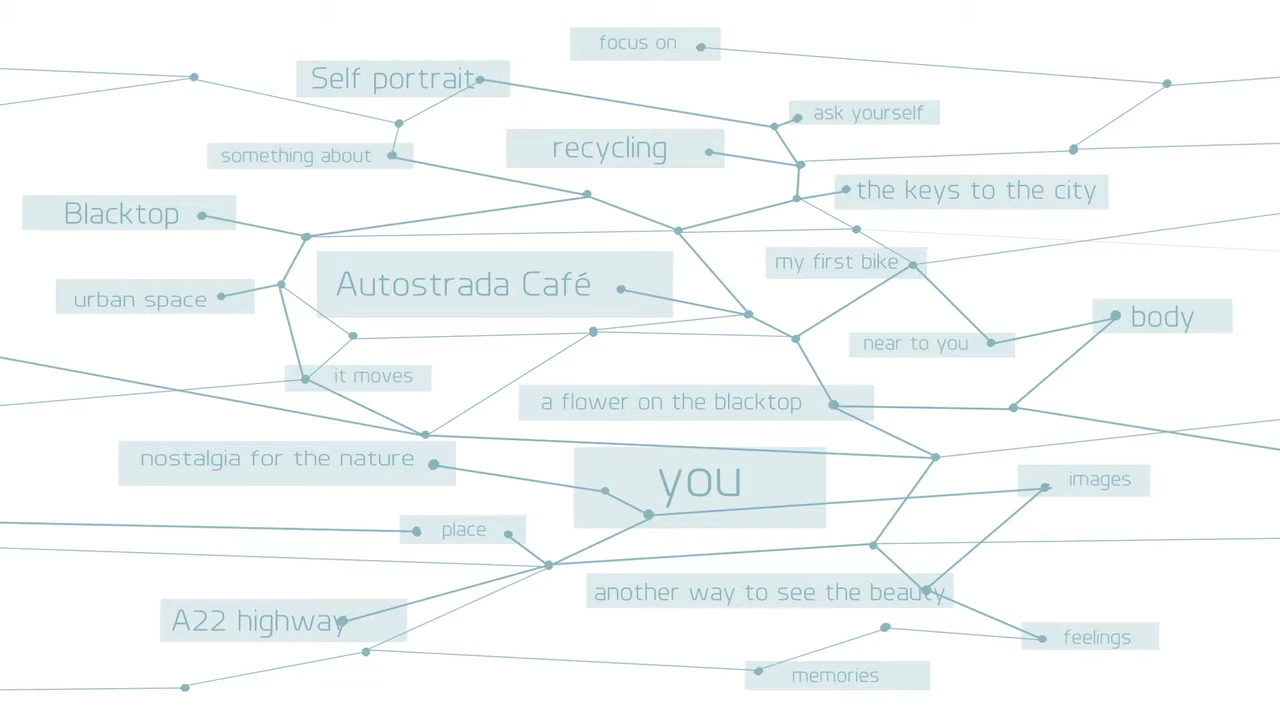 focus on
Self portrait
ask yourself
recycling
something about
the keys to the city
Blacktop
my first bike
Autostrada Café
urban space
body
near to you
it moves
a flower on the blacktop
nostalgia for the nature
you
images
place
another way to see the beauty
A22 highway
feelings
memories